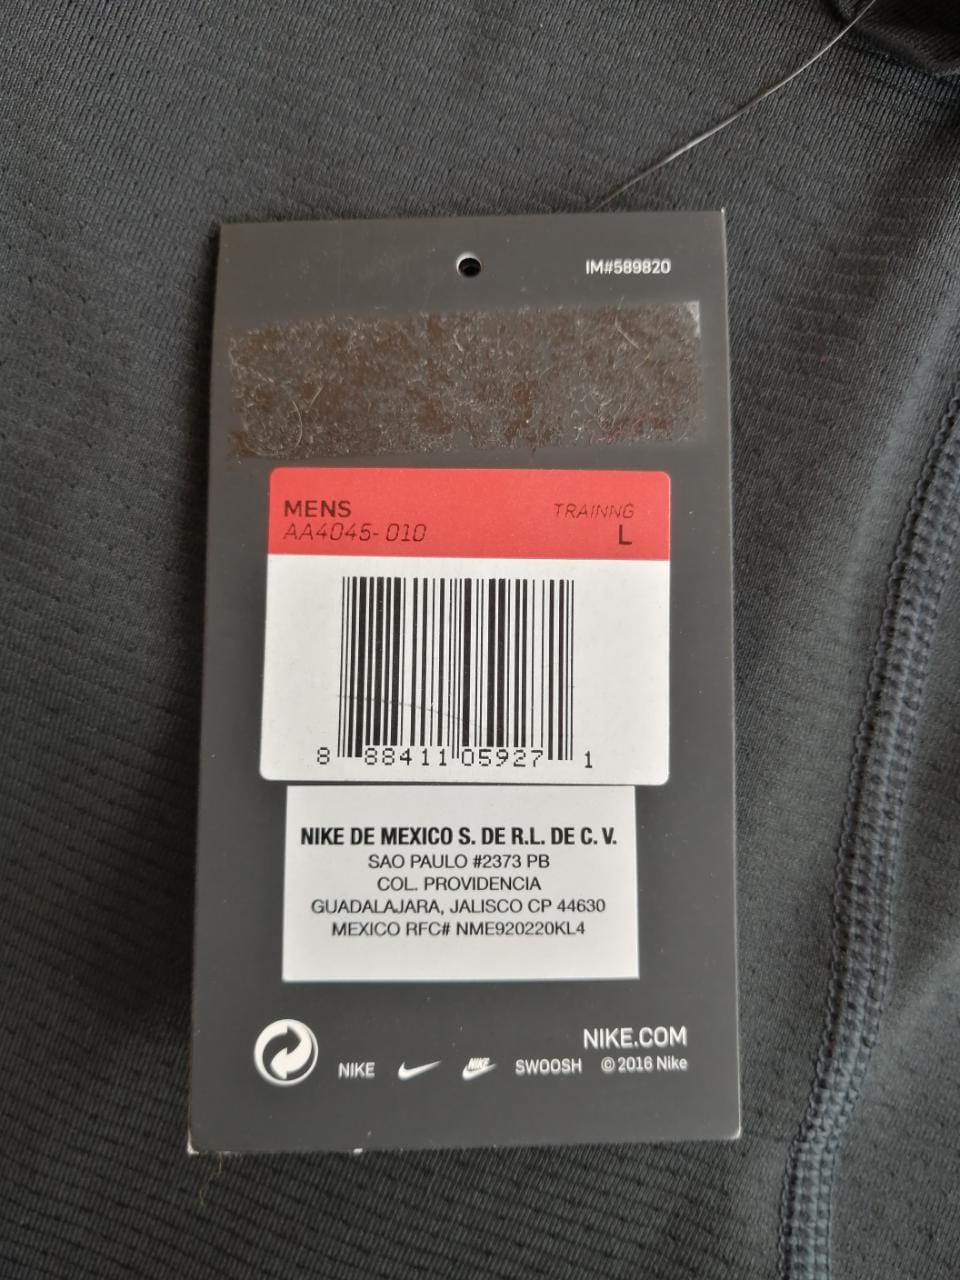 IM#589820
MENS
TRAINNG
AA4045-010
L
8 88411 05927 1
NIKE DE MEXICO S. DE R.L. DE C. V.
SAO PAULO #2373 PB
COL. PROVIDENCIA
GUADALAJARA, JALISCO CP 44630
MEXICO RFC# NME920220KL4
NIKE.COM
NIKE NIKE SWOOSH © 2016 Nike